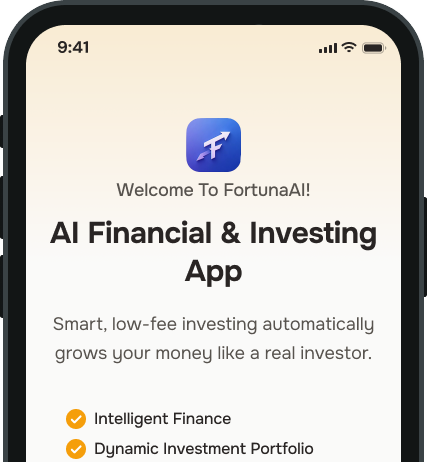 9:41
Welcome To FortunaAI!
AI Financial & Investing
App
Smart, low-fee investing automatically
grows your money like a real investor.
Intelligent Finance
Dynamic Investment Portfolio